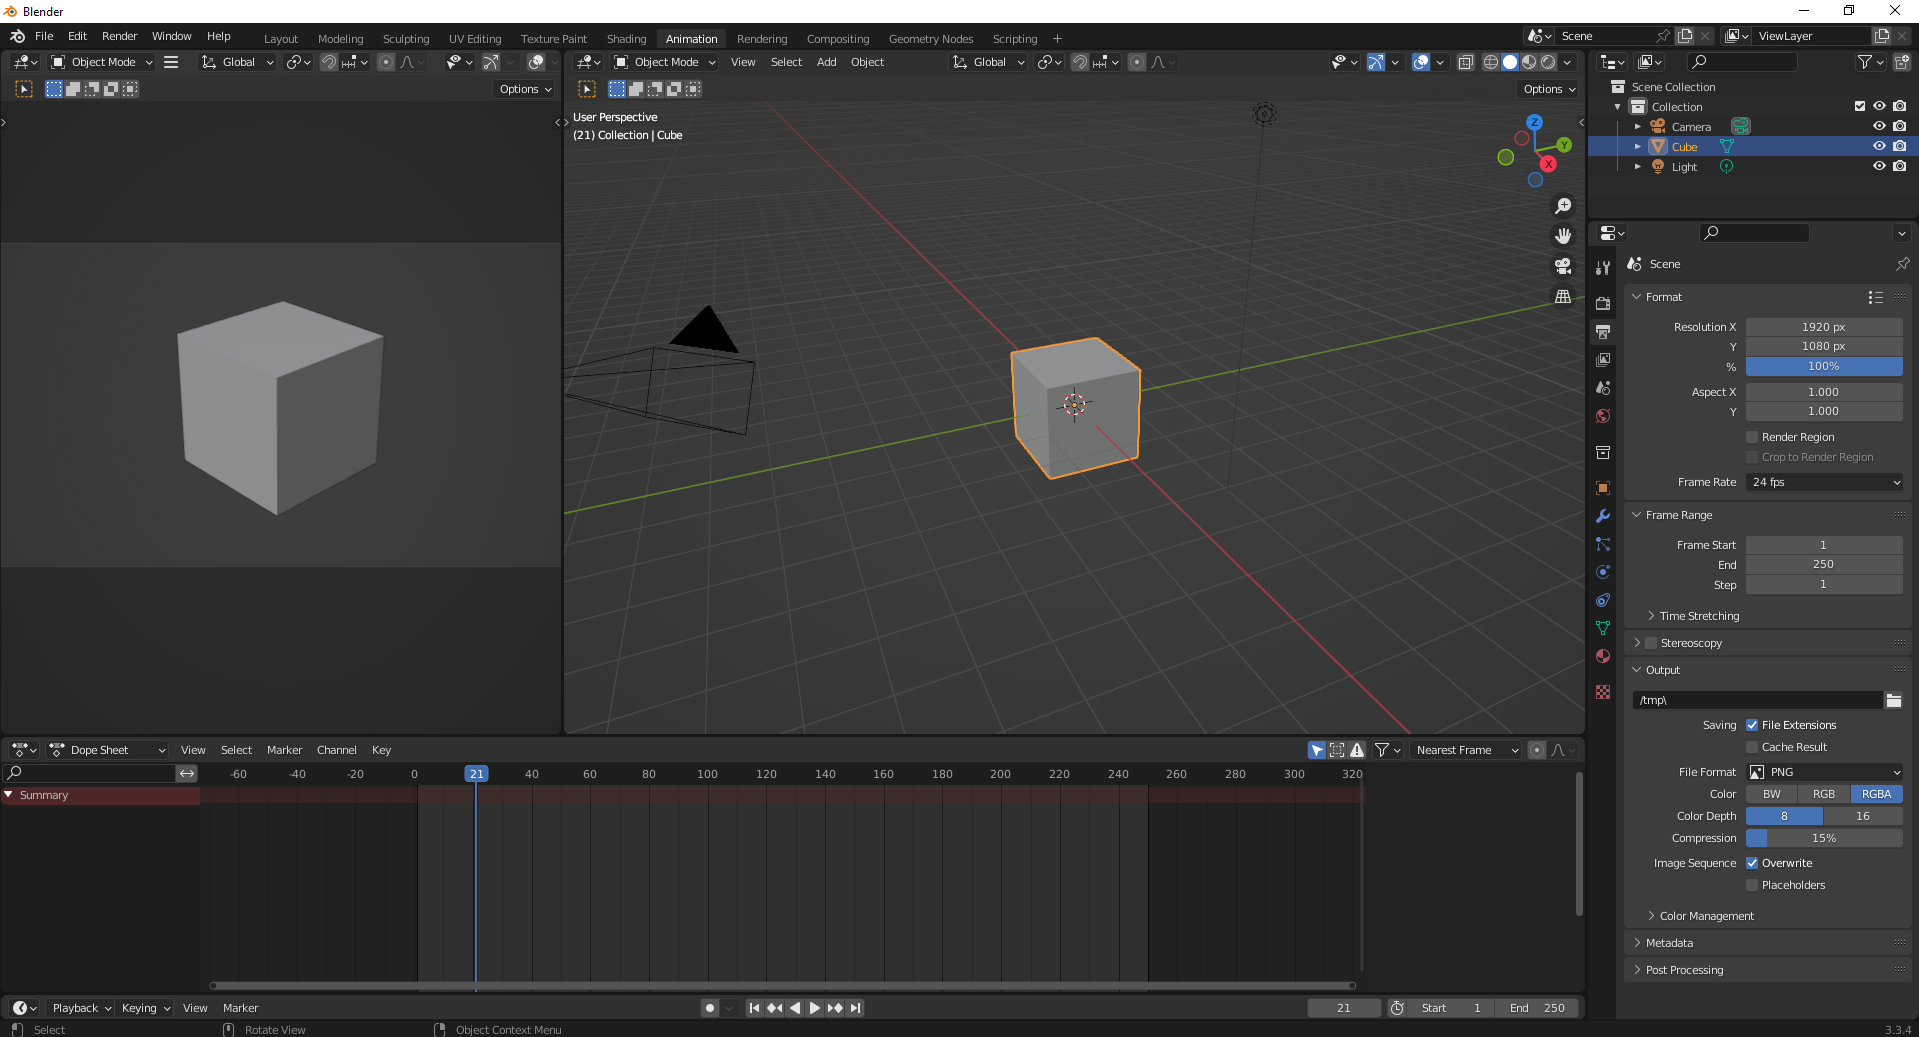 Blender
File Edit Render Window Help Layout Modeling Sculpting UV Editing Texture Paint Shading Animation Rendering Compositing Geometry Nodes Scripting + Scene ViewLayer
Object Mode Global
Object Mode View Select Add Object Global
Options
Options
User Perspective
(21) Collection | Cube
Z
Y
X
Scene Collection
Collection
Camera
Cube
Light
Scene
Format
Resolution X 1920 px
Y 1080 px
% 100%
Aspect X 1.000
Y 1.000
Render Region
Crop to Render Region
Frame Rate 24 fps
Frame Range
Frame Start 1
End 250
Step 1
Time Stretching
Stereoscopy
Output
/tmp\
Saving File Extensions
Cache Result
File Format PNG
Color BW RGB RGBA
Color Depth 8 16
Compression 15%
Image Sequence Overwrite
Placeholders
Color Management
Metadata
Post Processing
Dope Sheet View Select Marker Channel Key Nearest Frame
-60 -40 -20 0 21 40 60 80 100 120 140 160 180 200 220 240 260 280 300 320
Summary
Playback Keying View Marker 21 Start 1 End 250
Select Rotate View Object Context Menu 3.3.4